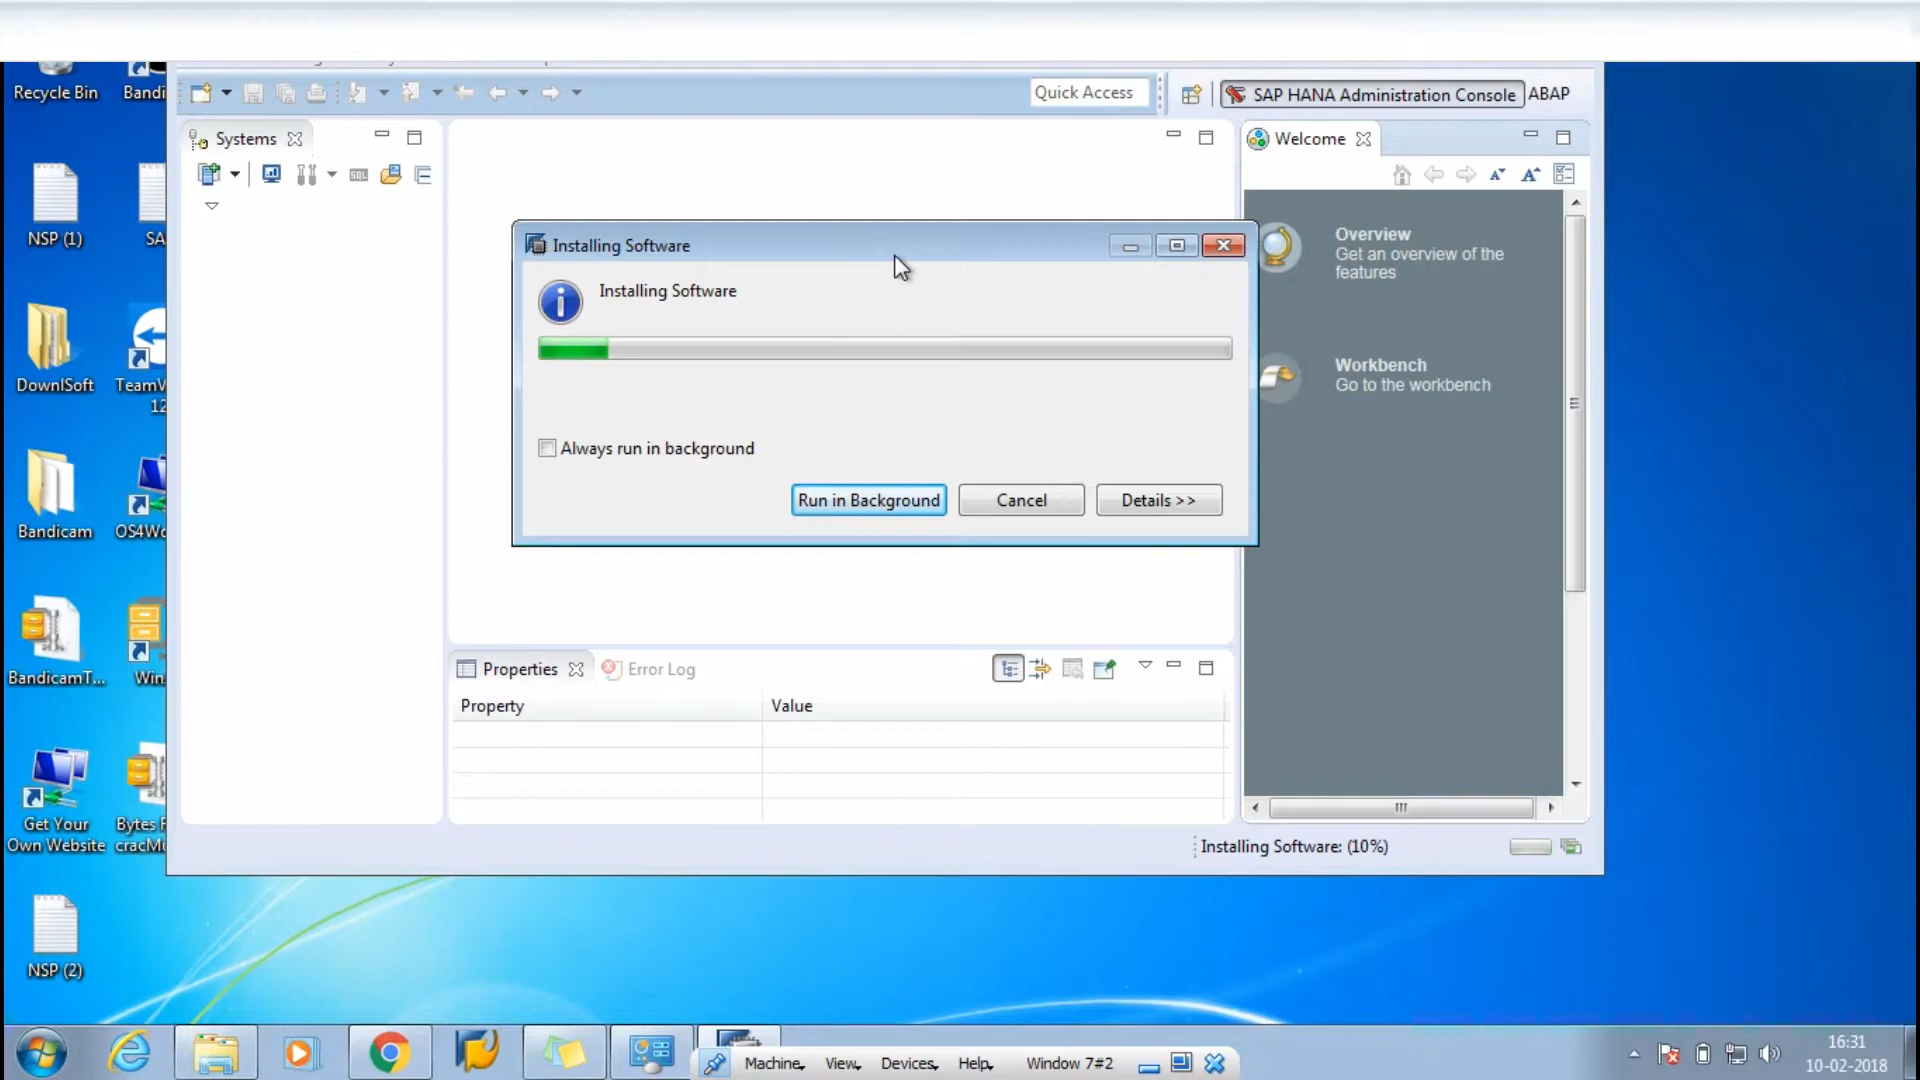 Recycle Bin
Bandi
NSP (1)
SA
DownlSoft
TeamV
12
Bandicam
OS4Wo
BandicamT...
Win
Get Your
Own Website
Bytes F
cracMu
NSP (2)
Quick Access
SAP HANA Administration Console
ABAP
Systems
SQL
Welcome
Overview
Get an overview of the
features
Workbench
Go to the workbench
Installing Software
Installing Software
Always run in background
Run in Background
Cancel
Details >>
Properties
Error Log
Property
Value
Installing Software: (10%)
Machine
View
Devices
Help
Window 7#2
16:31
10-02-2018